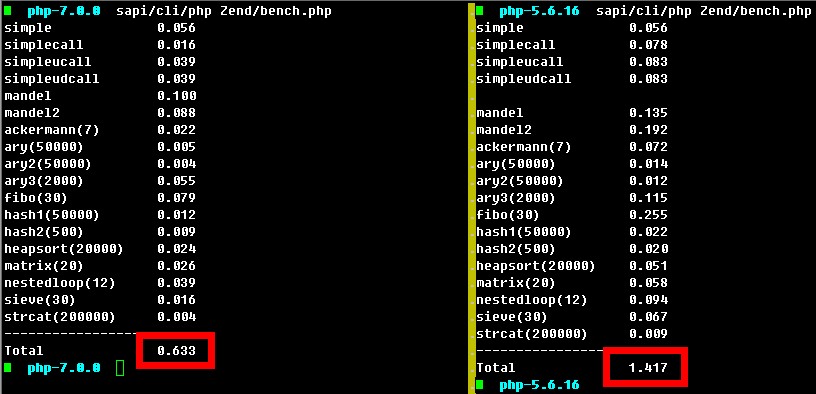 php-7.0.0 sapi/cli/php Zend/bench.php
simple 0.056
simplecall 0.016
simpleucall 0.039
simpleudcall 0.039
mandel 0.100
mandel2 0.088
ackermann(7) 0.022
ary(50000) 0.005
ary2(50000) 0.004
ary3(2000) 0.055
fibo(30) 0.079
hash1(50000) 0.012
hash2(500) 0.009
heapsort(20000) 0.024
matrix(20) 0.026
nestedloop(12) 0.039
sieve(30) 0.016
strcat(200000) 0.004
------------------
Total 0.633
php-7.0.0
php-5.6.16 sapi/cli/php Zend/bench.php
simple 0.056
simplecall 0.078
simpleucall 0.083
simpleudcall 0.083
mandel 0.135
mandel2 0.192
ackermann(7) 0.072
ary(50000) 0.014
ary2(50000) 0.012
ary3(2000) 0.115
fibo(30) 0.255
hash1(50000) 0.022
hash2(500) 0.020
heapsort(20000) 0.051
matrix(20) 0.058
nestedloop(12) 0.094
sieve(30) 0.067
strcat(200000) 0.009
------------------
Total 1.417
php-5.6.16